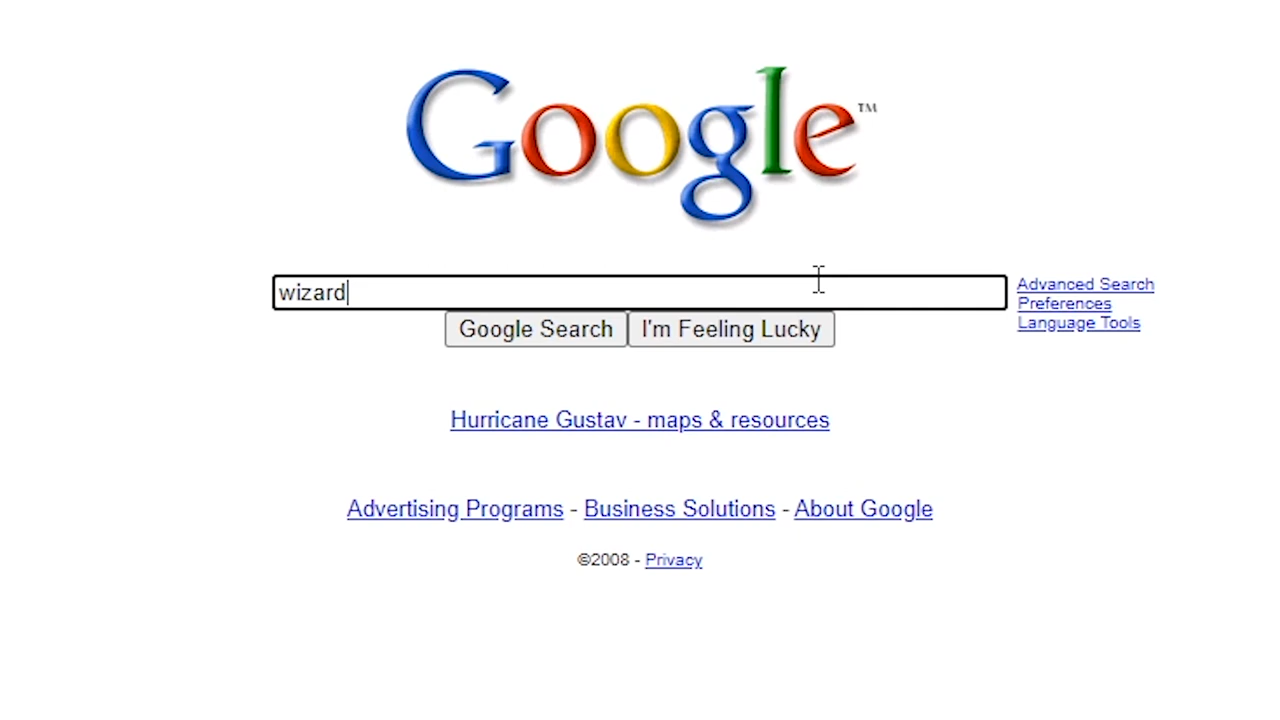 Google™
wizard
Advanced Search
Preferences
Language Tools
Google Search I'm Feeling Lucky
Hurricane Gustav - maps & resources
Advertising Programs - Business Solutions - About Google
©2008 - Privacy